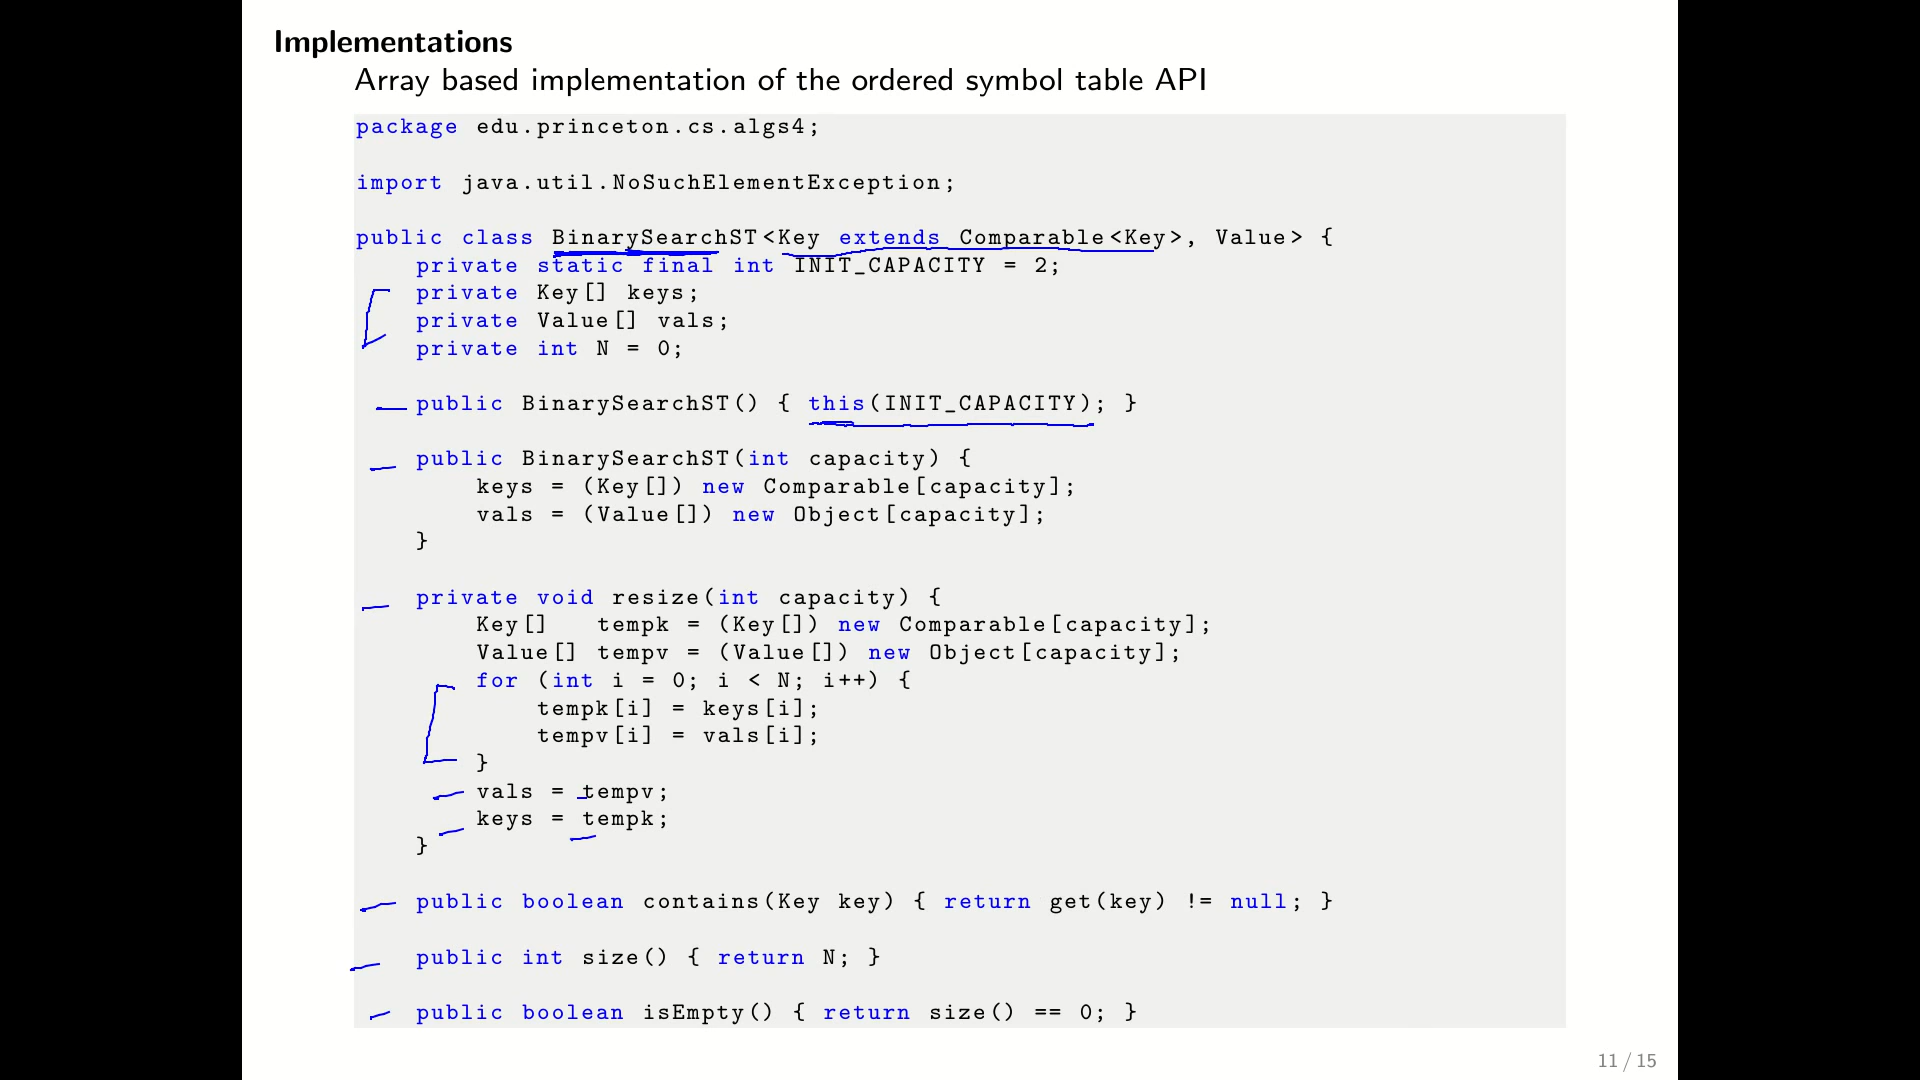 Implementations
Array based implementation of the ordered symbol table API
package edu.princeton.cs.algs4;
import java.util.NoSuchElementException;
public class BinarySearchST<Key extends Comparable<Key>, Value> {
    private static final int INIT_CAPACITY = 2;
    private Key[] keys;
    private Value[] vals;
    private int N = 0;
    public BinarySearchST() { this(INIT_CAPACITY); }
    public BinarySearchST(int capacity) {
        keys = (Key[]) new Comparable[capacity];
        vals = (Value[]) new Object[capacity];
    }
    private void resize(int capacity) {
        Key[]   tempk = (Key[]) new Comparable[capacity];
        Value[] tempv = (Value[]) new Object[capacity];
        for (int i = 0; i < N; i++) {
            tempk[i] = keys[i];
            tempv[i] = vals[i];
        }
        vals = tempv;
        keys = tempk;
    }
    public boolean contains(Key key) { return get(key) != null; }
    public int size() { return N; }
    public boolean isEmpty() { return size() == 0; }
11 / 15